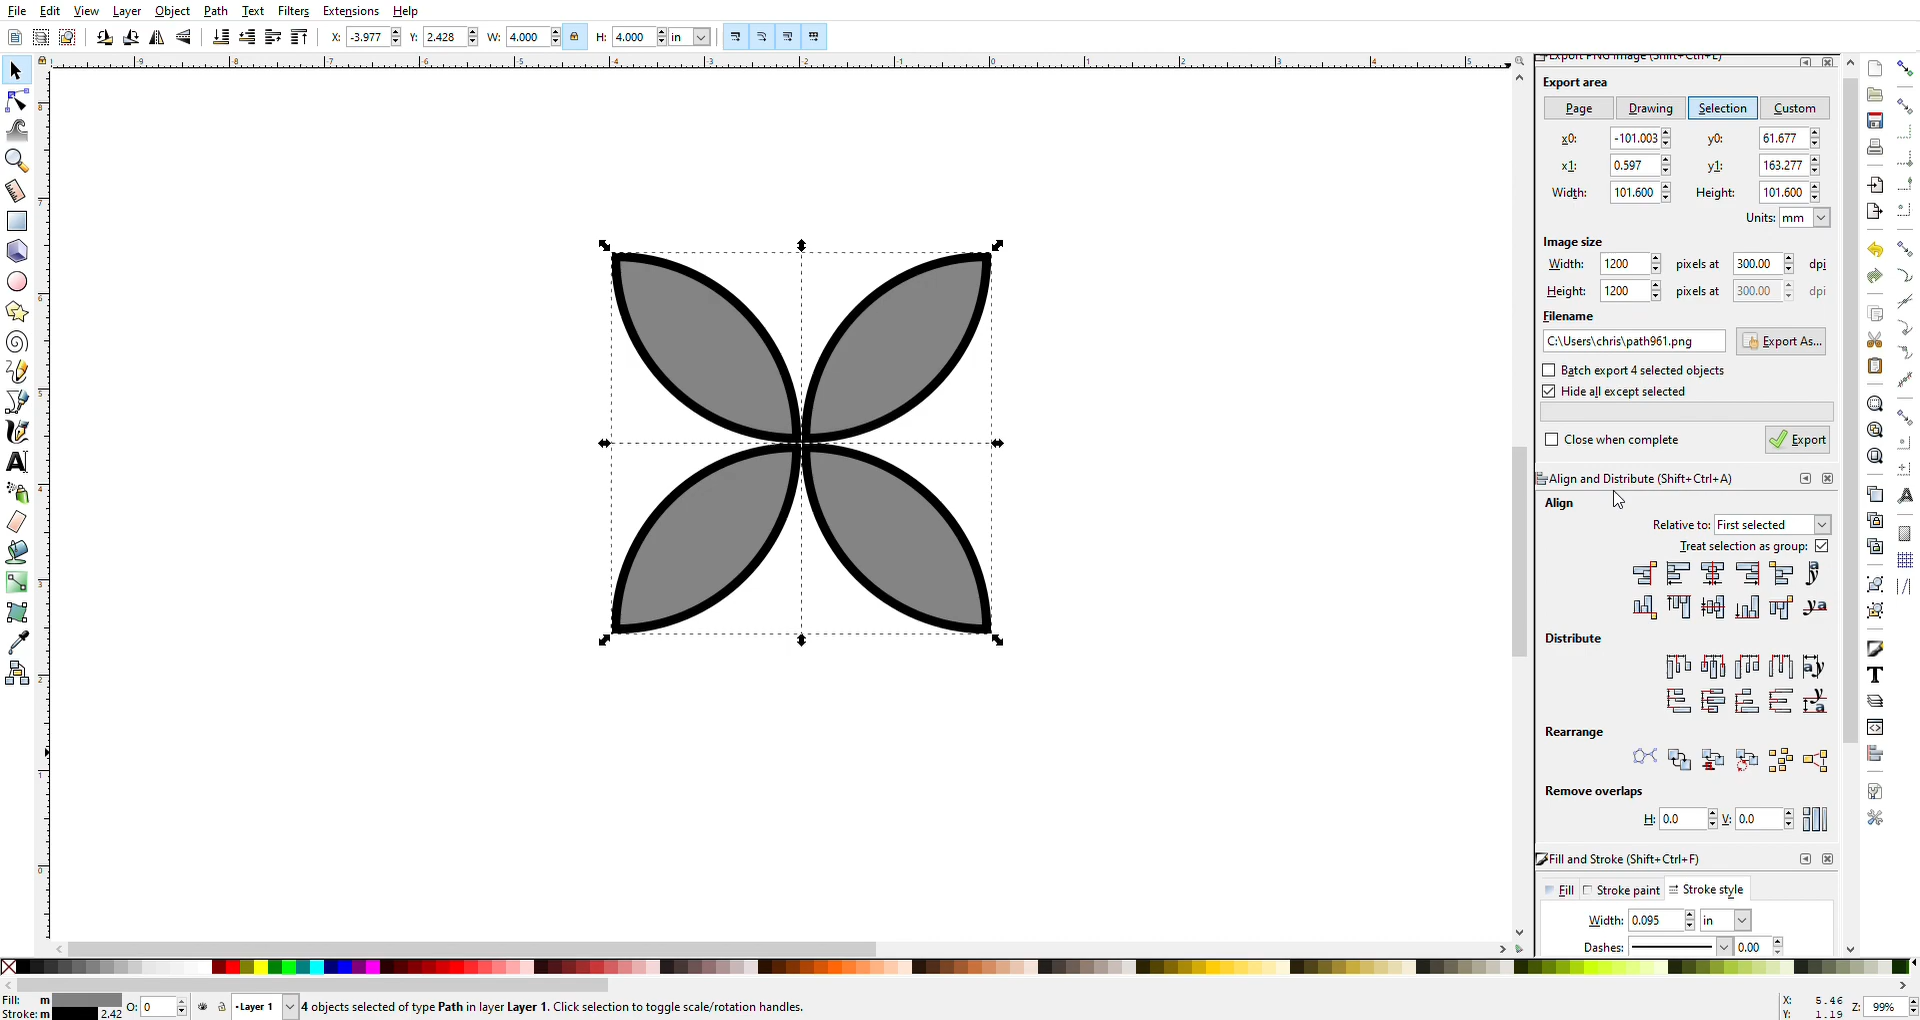 File Edit View Layer Object Path Text Filters Extensions Help
X: -3.977 Y: 2.428 W: 4.000 H: 4.000 in
Export PNG Image (Shift+Ctrl+E)
Export area
Page Drawing Selection Custom
x0: -101.003 y0: 61.677
x1: 0.597 y1: 163.277
Width: 101.600 Height: 101.600
Units: mm
Image size
Width: 1200 pixels at 300.00 dpi
Height: 1200 pixels at 300.00 dpi
Filename
C:\Users\chris\path961.png Export As...
Batch export 4 selected objects
Hide all except selected
Close when complete Export
Align and Distribute (Shift+Ctrl+A)
Align
Relative to: First selected
Treat selection as group:
Distribute
Rearrange
Remove overlaps
H: 0.0 V: 0.0
Fill and Stroke (Shift+Ctrl+F)
Fill Stroke paint Stroke style
Width: 0.095 in
Dashes: 0.00
Fill: m O: 0 Layer 1 4 objects selected of type Path in layer Layer 1. Click selection to toggle scale/rotation handles. X: 5.46 Z: 99%
Stroke: m 2.42 Y: 1.19